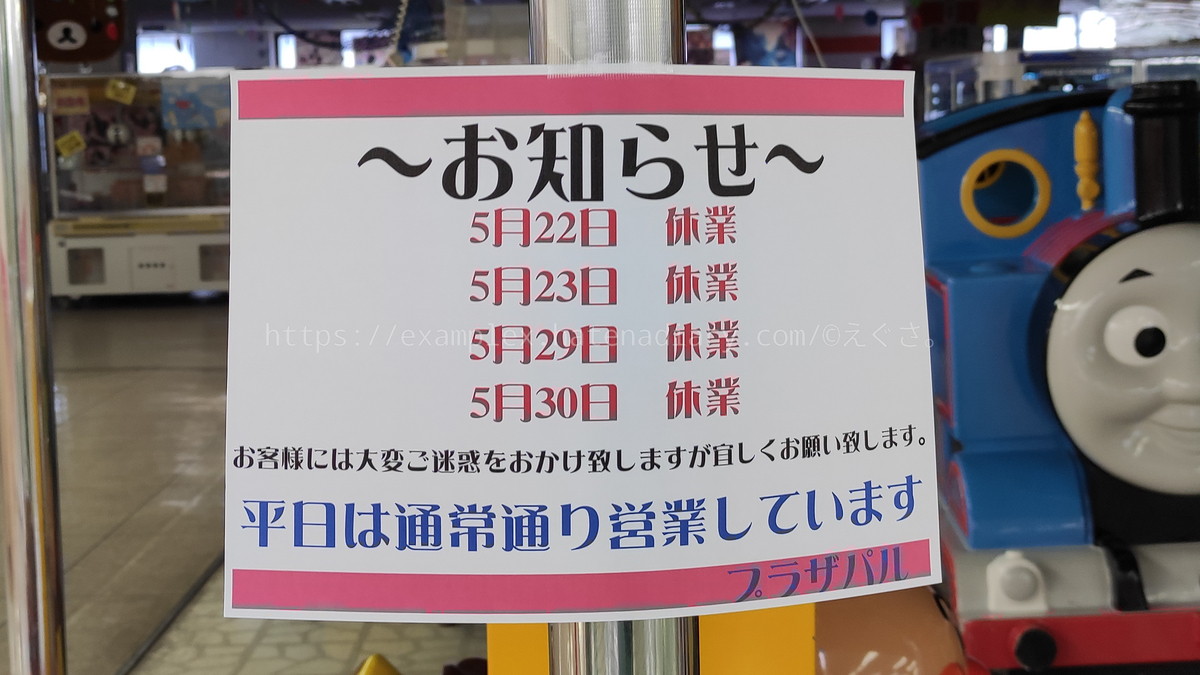 ～お知らせ～
5月22日 休業
5月23日 休業
5月29日 休業
5月30日 休業
お客様には大変ご迷惑をおかけ致しますが宜しくお願い致します。
平日は通常通り営業しています
プラザパル
©えぐさ。